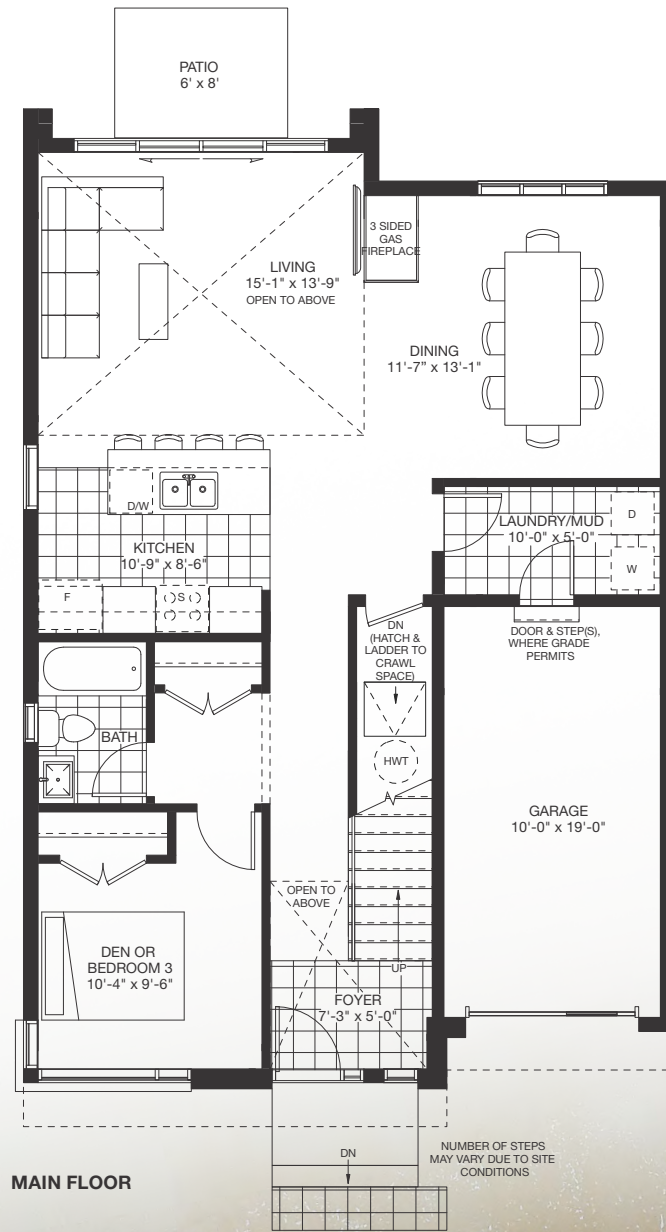 PATIO
6' x 8'
3 SIDED
GAS
FIREPLACE
LIVING
15'-1" x 13'-9"
OPEN TO ABOVE
DINING
11'-7" x 13'-1"
D/W
LAUNDRY/MUD
10'-0" x 5'-0"
D
W
KITCHEN
10'-9" x 8'-6"
F
S
DN
(HATCH &
LADDER TO
CRAWL
SPACE)
DOOR & STEP(S),
WHERE GRADE
PERMITS
BATH
HWT
GARAGE
10'-0" x 19'-0"
OPEN TO
ABOVE
DEN OR
BEDROOM 3
10'-4" x 9'-6"
UP
FOYER
7'-3" x 5'-0"
DN
NUMBER OF STEPS
MAY VARY DUE TO SITE
CONDITIONS
MAIN FLOOR